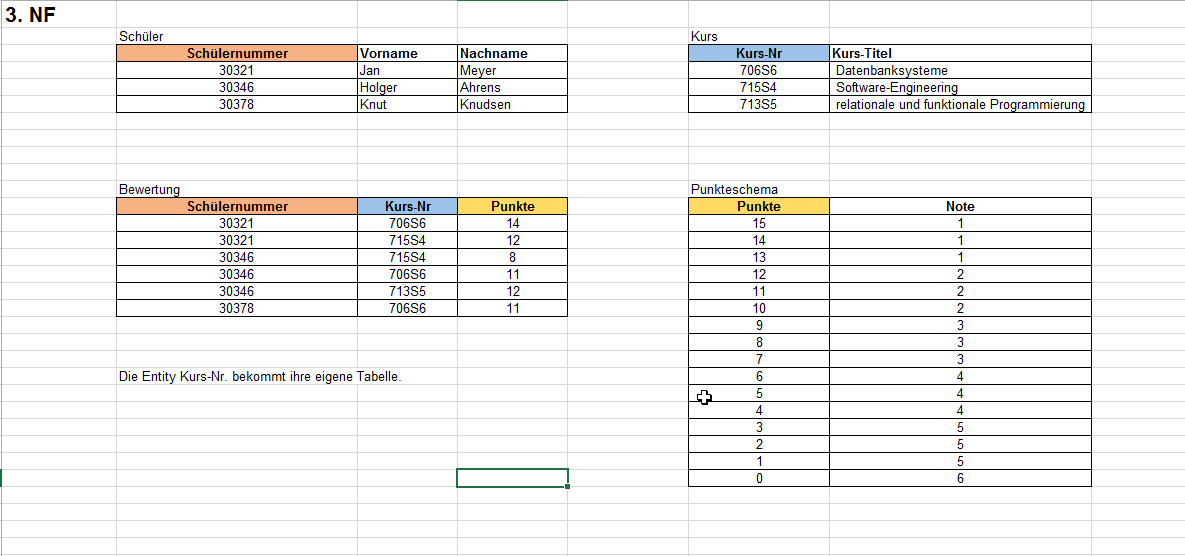 3. NF
Schüler
Schülernummer Vorname Nachname
30321 Jan Meyer
30346 Holger Ahrens
30378 Knut Knudsen
Kurs
Kurs-Nr Kurs-Titel
706S6 Datenbanksysteme
715S4 Software-Engineering
713S5 relationale und funktionale Programmierung
Bewertung
Schülernummer Kurs-Nr Punkte
30321 706S6 14
30321 715S4 12
30346 715S4 8
30346 706S6 11
30346 713S5 12
30378 706S6 11
Die Entity Kurs-Nr. bekommt ihre eigene Tabelle.
Punkteschema
Punkte Note
15 1
14 1
13 1
12 2
11 2
10 2
9 3
8 3
7 3
6 4
5 4
4 4
3 5
2 5
1 5
0 6